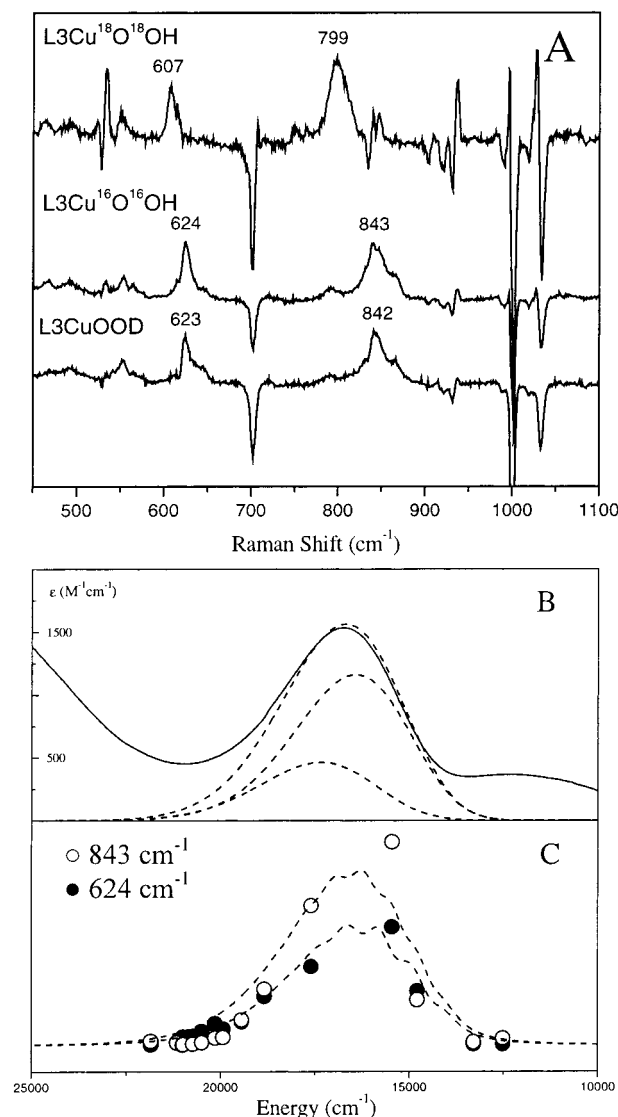 L3Cu¹⁸O¹⁸OH
799
A
607
L3Cu¹⁶O¹⁶OH
624
843
L3CuOOD
623
842
500 600 700 800 900 1000 1100
Raman Shift (cm⁻¹)
ε (M⁻¹cm⁻¹)
B
1500
500
○ 843 cm⁻¹
C
● 624 cm⁻¹
25000 20000 15000 10000
Energy (cm⁻¹)